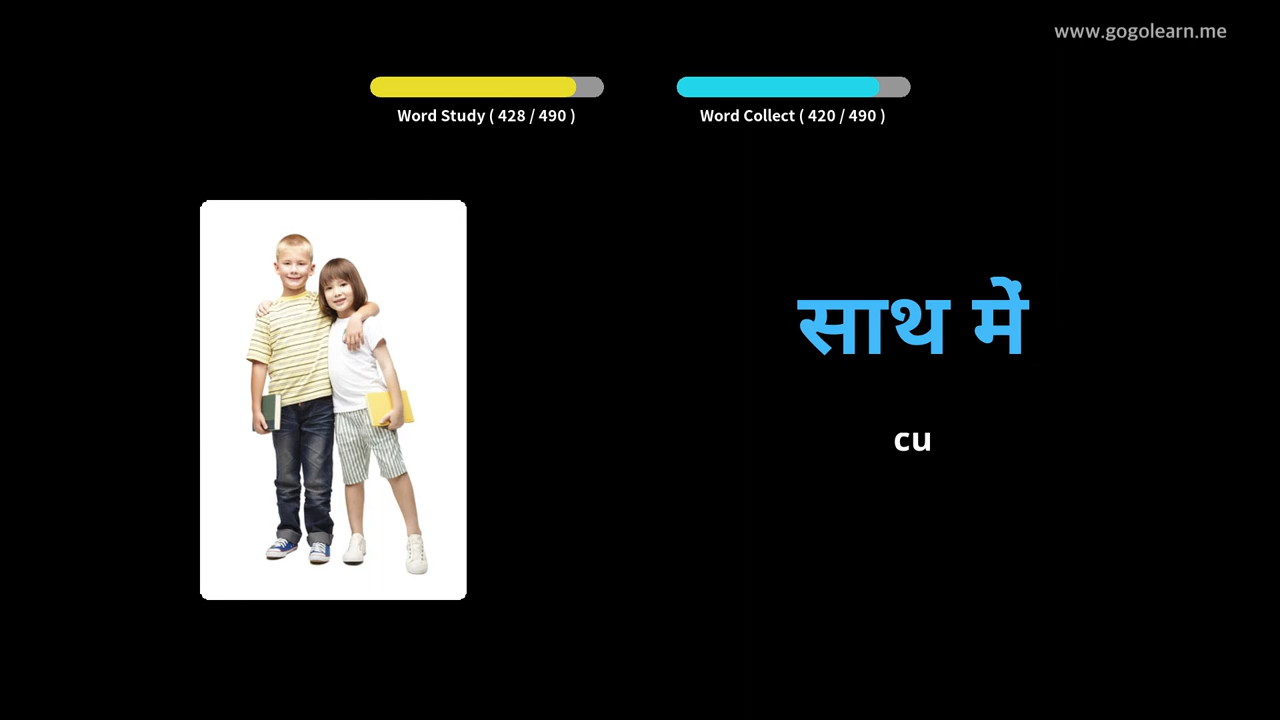 www.gogolearn.me
Word Study ( 428 / 490 )
Word Collect ( 420 / 490 )
साथ में
cu